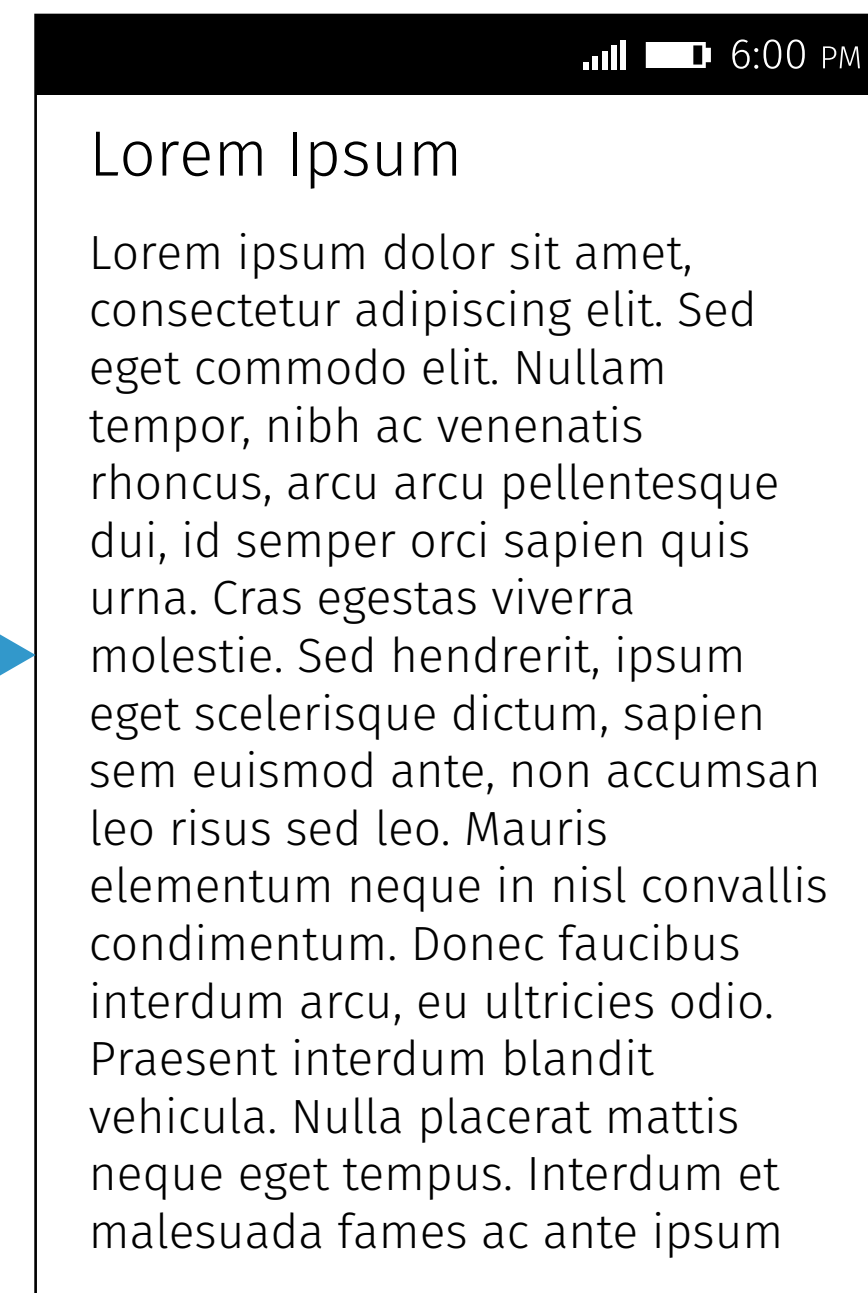 6:00 PM
Lorem Ipsum
Lorem ipsum dolor sit amet,
consectetur adipiscing elit. Sed
eget commodo elit. Nullam
tempor, nibh ac venenatis
rhoncus, arcu arcu pellentesque
dui, id semper orci sapien quis
urna. Cras egestas viverra
molestie. Sed hendrerit, ipsum
eget scelerisque dictum, sapien
sem euismod ante, non accumsan
leo risus sed leo. Mauris
elementum neque in nisl convallis
condimentum. Donec faucibus
interdum arcu, eu ultricies odio.
Praesent interdum blandit
vehicula. Nulla placerat mattis
neque eget tempus. Interdum et
malesuada fames ac ante ipsum